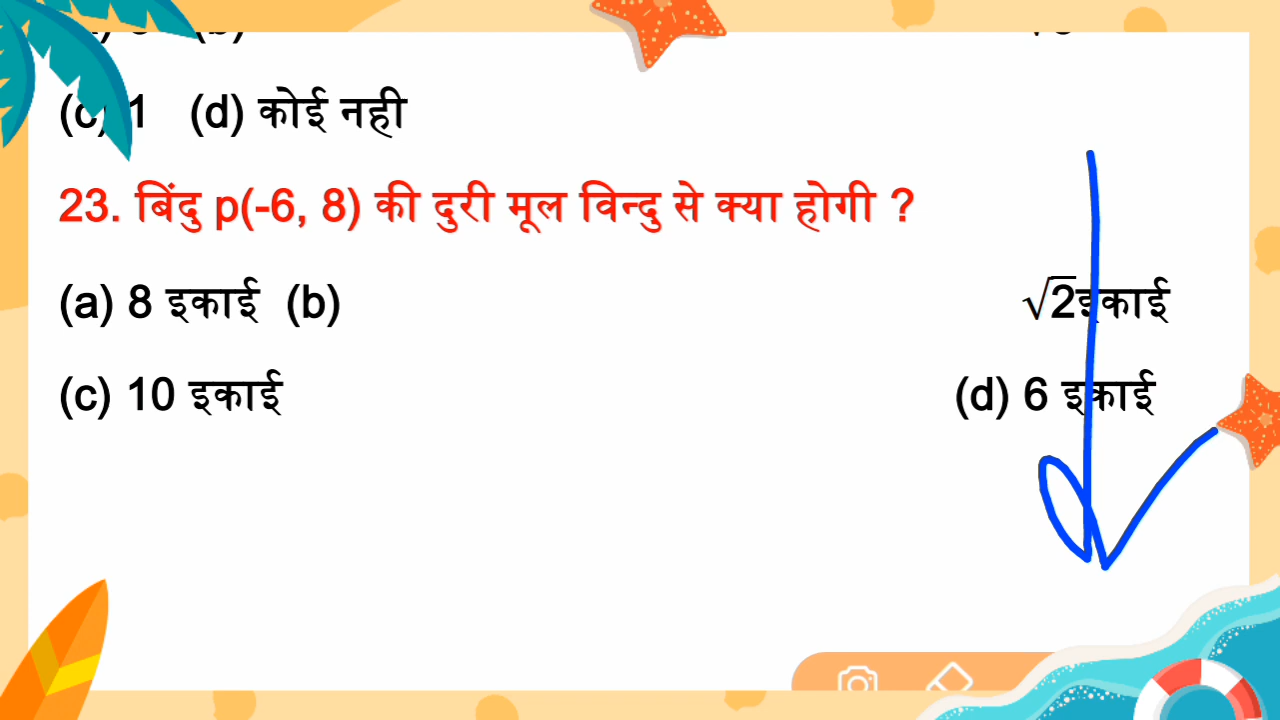 (c) 1 (d) कोई नही
23. बिंदु p(-6, 8) की दुरी मूल विन्दु से क्या होगी ?
(a) 8 इकाई (b) √2इकाई
(c) 10 इकाई (d) 6 इकाई